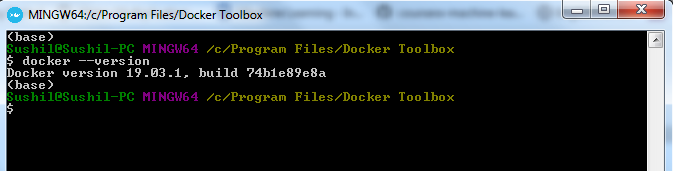 MINGW64:/c/Program Files/Docker Toolbox
(base)
Sushil@Sushil-PC MINGW64 /c/Program Files/Docker Toolbox
$ docker --version
Docker version 19.03.1, build 74b1e89e8a
(base)
Sushil@Sushil-PC MINGW64 /c/Program Files/Docker Toolbox
$